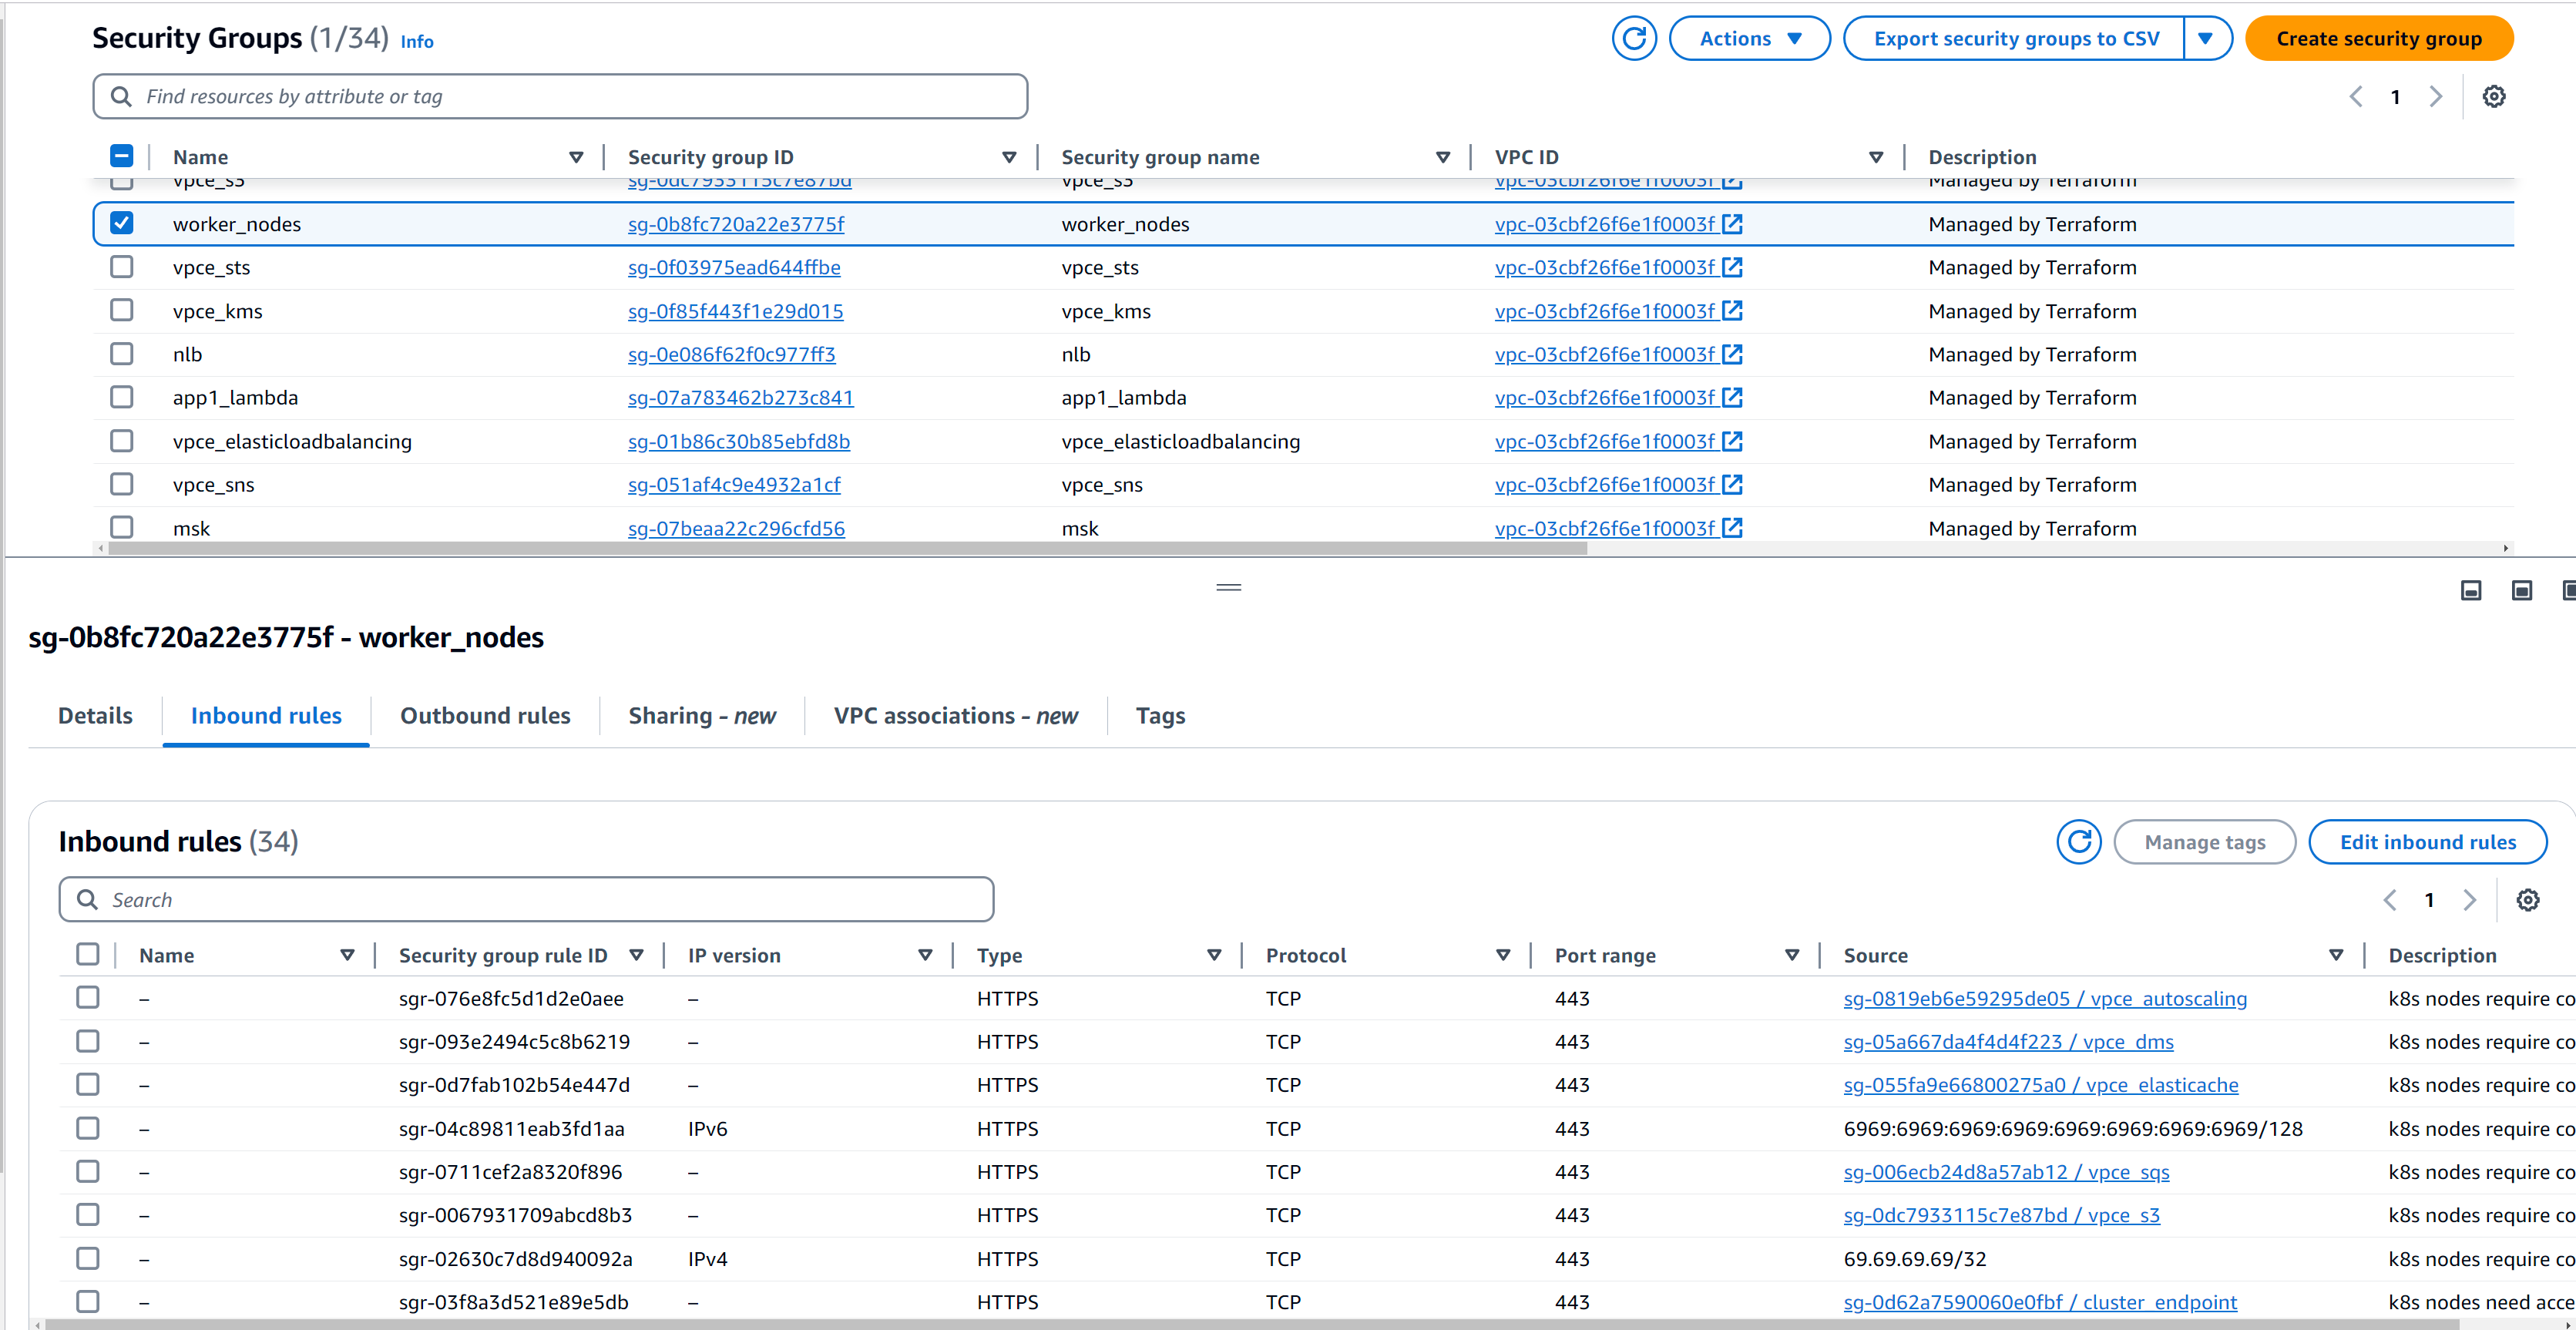 Security Groups (1/34) Info
Actions Export security groups to CSV Create security group
Find resources by attribute or tag
1
Name Security group ID Security group name VPC ID Description
vpce_s3 sg-0dc7933115c7e87bd vpce_s3 vpc-03cbf26f6e1f0003f Managed by Terraform
worker_nodes sg-0b8fc720a22e3775f worker_nodes vpc-03cbf26f6e1f0003f Managed by Terraform
vpce_sts sg-0f03975ead644ffbe vpce_sts vpc-03cbf26f6e1f0003f Managed by Terraform
vpce_kms sg-0f85f443f1e29d015 vpce_kms vpc-03cbf26f6e1f0003f Managed by Terraform
nlb sg-0e086f62f0c977ff3 nlb vpc-03cbf26f6e1f0003f Managed by Terraform
app1_lambda sg-07a783462b273c841 app1_lambda vpc-03cbf26f6e1f0003f Managed by Terraform
vpce_elasticloadbalancing sg-01b86c30b85ebfd8b vpce_elasticloadbalancing vpc-03cbf26f6e1f0003f Managed by Terraform
vpce_sns sg-051af4c9e4932a1cf vpce_sns vpc-03cbf26f6e1f0003f Managed by Terraform
msk sg-07beaa22c296cfd56 msk vpc-03cbf26f6e1f0003f Managed by Terraform
sg-0b8fc720a22e3775f - worker_nodes
Details Inbound rules Outbound rules Sharing - new VPC associations - new Tags
Inbound rules (34)
Manage tags Edit inbound rules
Search
1
Name Security group rule ID IP version Type Protocol Port range Source Description
– sgr-076e8fc5d1d2e0aee – HTTPS TCP 443 sg-0819eb6e59295de05 / vpce_autoscaling k8s nodes require co
– sgr-093e2494c5c8b6219 – HTTPS TCP 443 sg-05a667da4f4d4f223 / vpce_dms k8s nodes require co
– sgr-0d7fab102b54e447d – HTTPS TCP 443 sg-055fa9e66800275a0 / vpce_elasticache k8s nodes require co
– sgr-04c89811eab3fd1aa IPv6 HTTPS TCP 443 6969:6969:6969:6969:6969:6969:6969:6969/128 k8s nodes require co
– sgr-0711cef2a8320f896 – HTTPS TCP 443 sg-006ecb24d8a57ab12 / vpce_sqs k8s nodes require co
– sgr-0067931709abcd8b3 – HTTPS TCP 443 sg-0dc7933115c7e87bd / vpce_s3 k8s nodes require co
– sgr-02630c7d8d940092a IPv4 HTTPS TCP 443 69.69.69.69/32 k8s nodes require co
– sgr-03f8a3d521e89e5db – HTTPS TCP 443 sg-0d62a7590060e0fbf / cluster_endpoint k8s nodes need acce